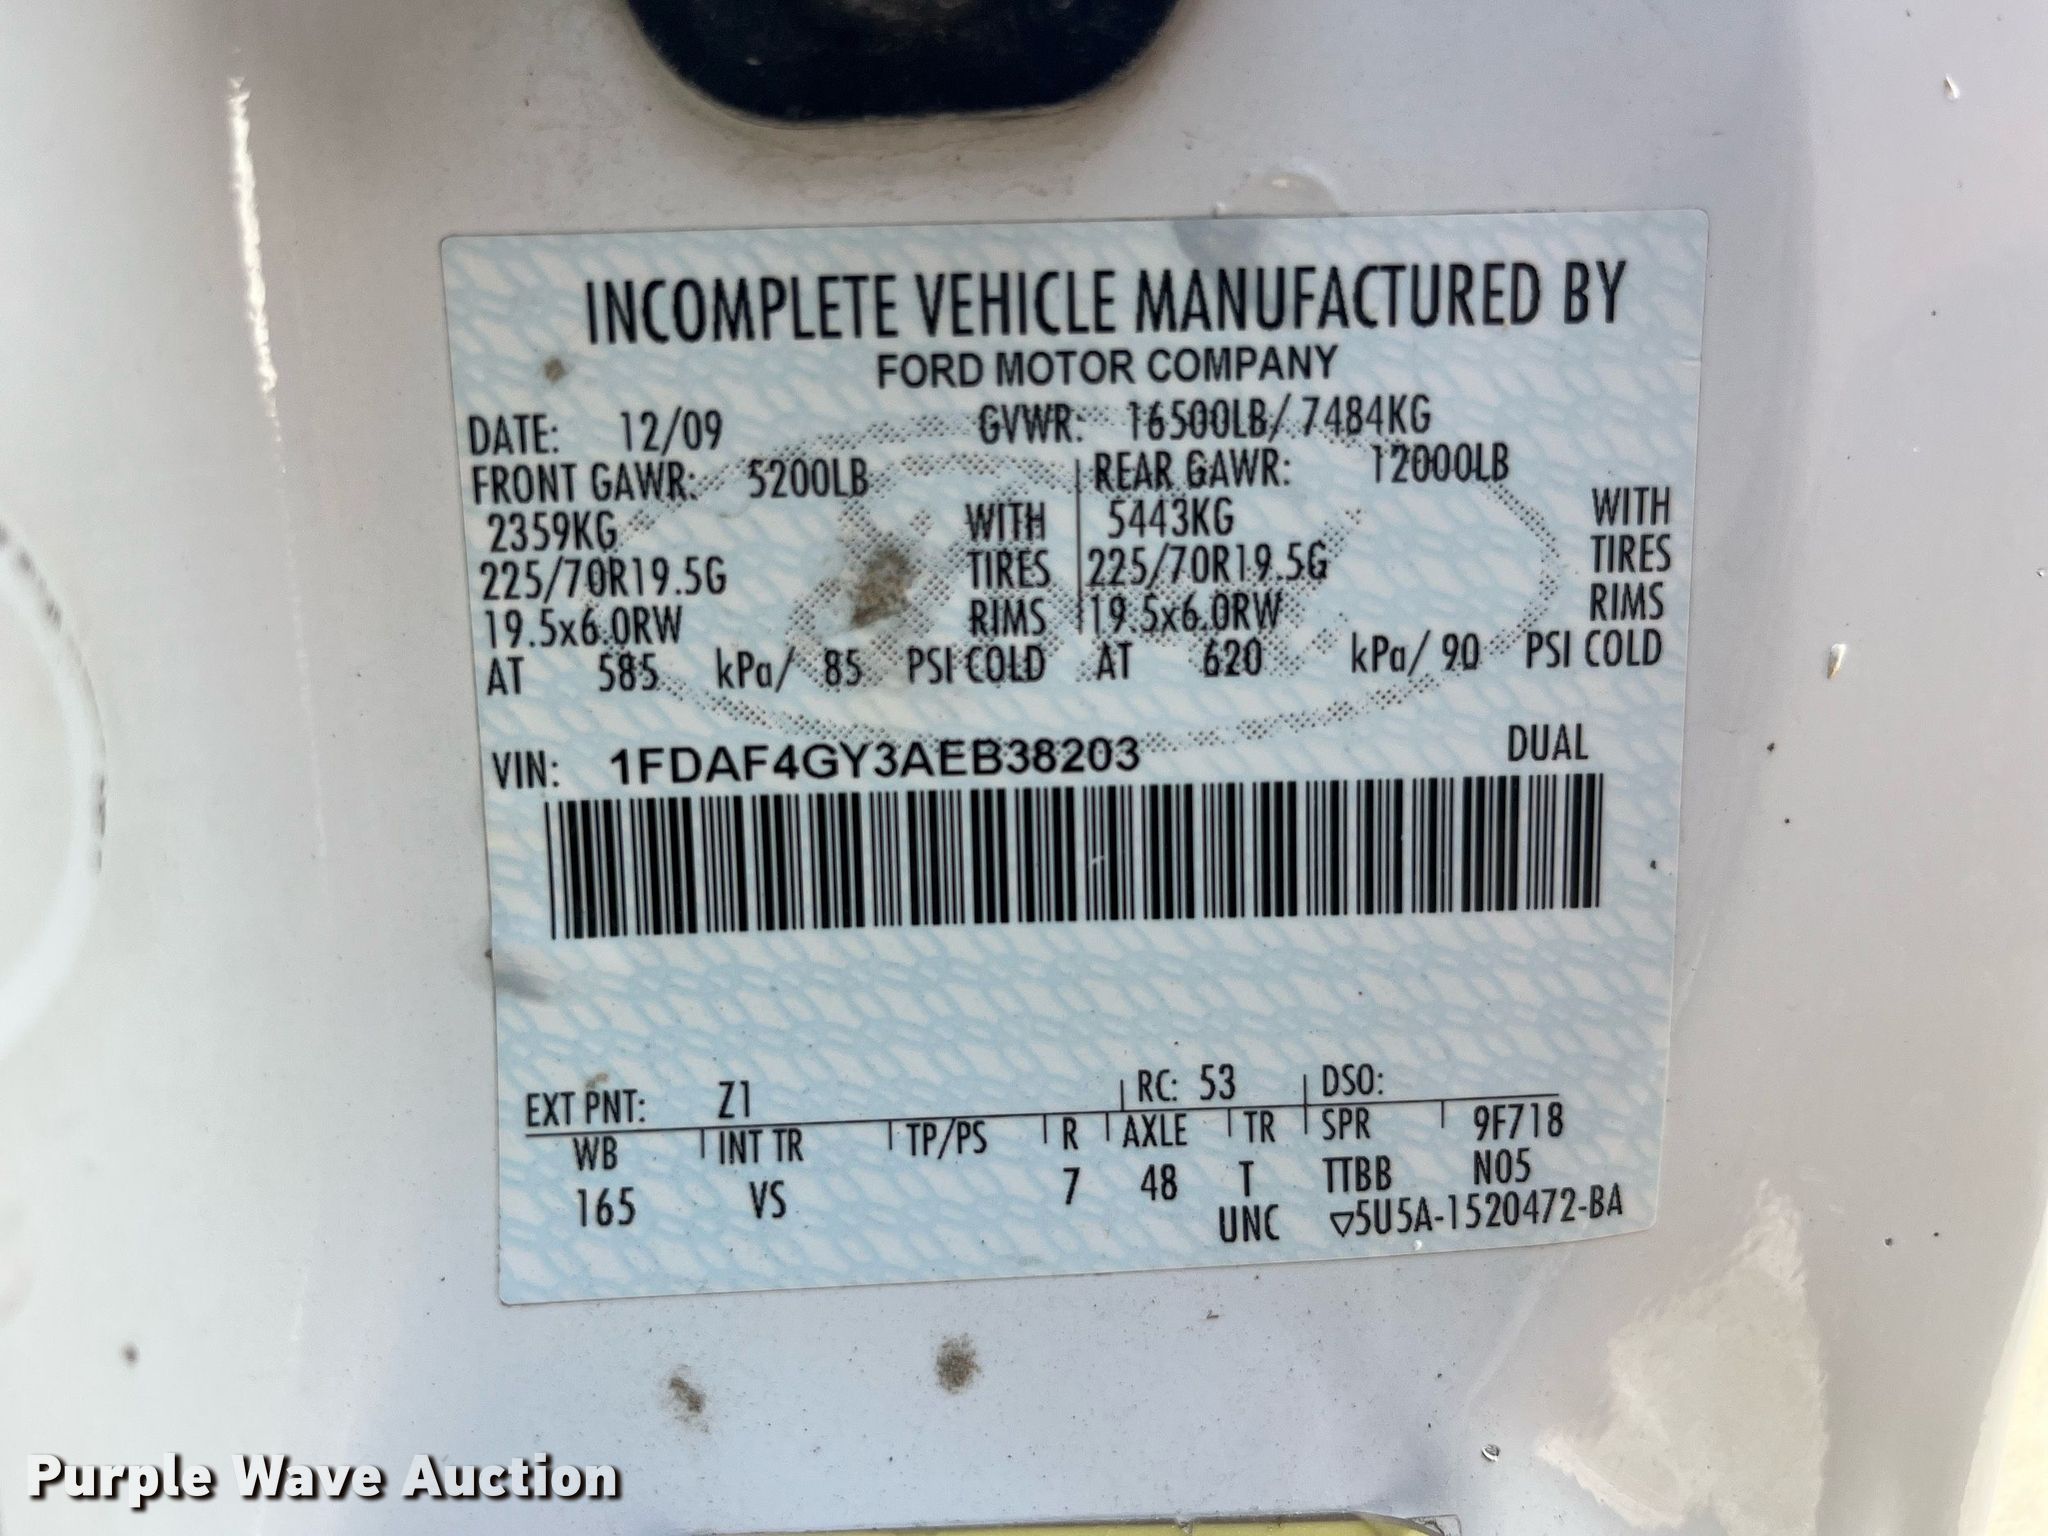 INCOMPLETE VEHICLE MANUFACTURED BY
FORD MOTOR COMPANY
DATE: 12/09 GVWR: 16500LB/ 7484KG
FRONT GAWR: 5200LB REAR GAWR: 12000LB
2359KG WITH 5443KG WITH
225/70R19.5G TIRES 225/70R19.5G TIRES
19.5x6.0RW RIMS 19.5x6.0RW RIMS
AT 585 kPa/ 85 PSI COLD AT 620 kPa/ 90 PSI COLD
VIN: 1FDAF4GY3AEB38203 DUAL
EXT PNT: Z1 RC: 53 DSO:
WB INT TR TP/PS R AXLE TR SPR 9F718
165 VS 7 48 T TTBB N05
UNC ▽5U5A-1520472-BA
Purple Wave Auction